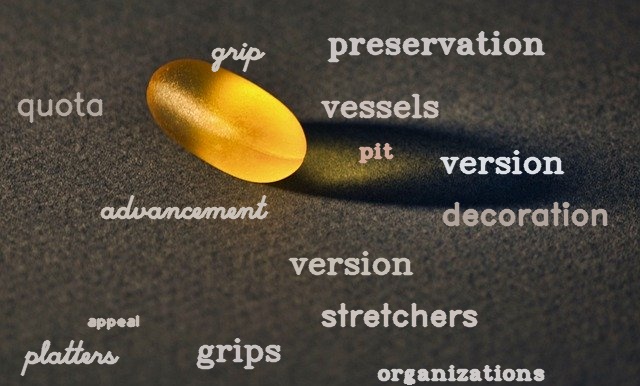 grip
preservation
quota
vessels
pit
version
advancement
decoration
version
stretchers
appeal
platters
grips
organizations